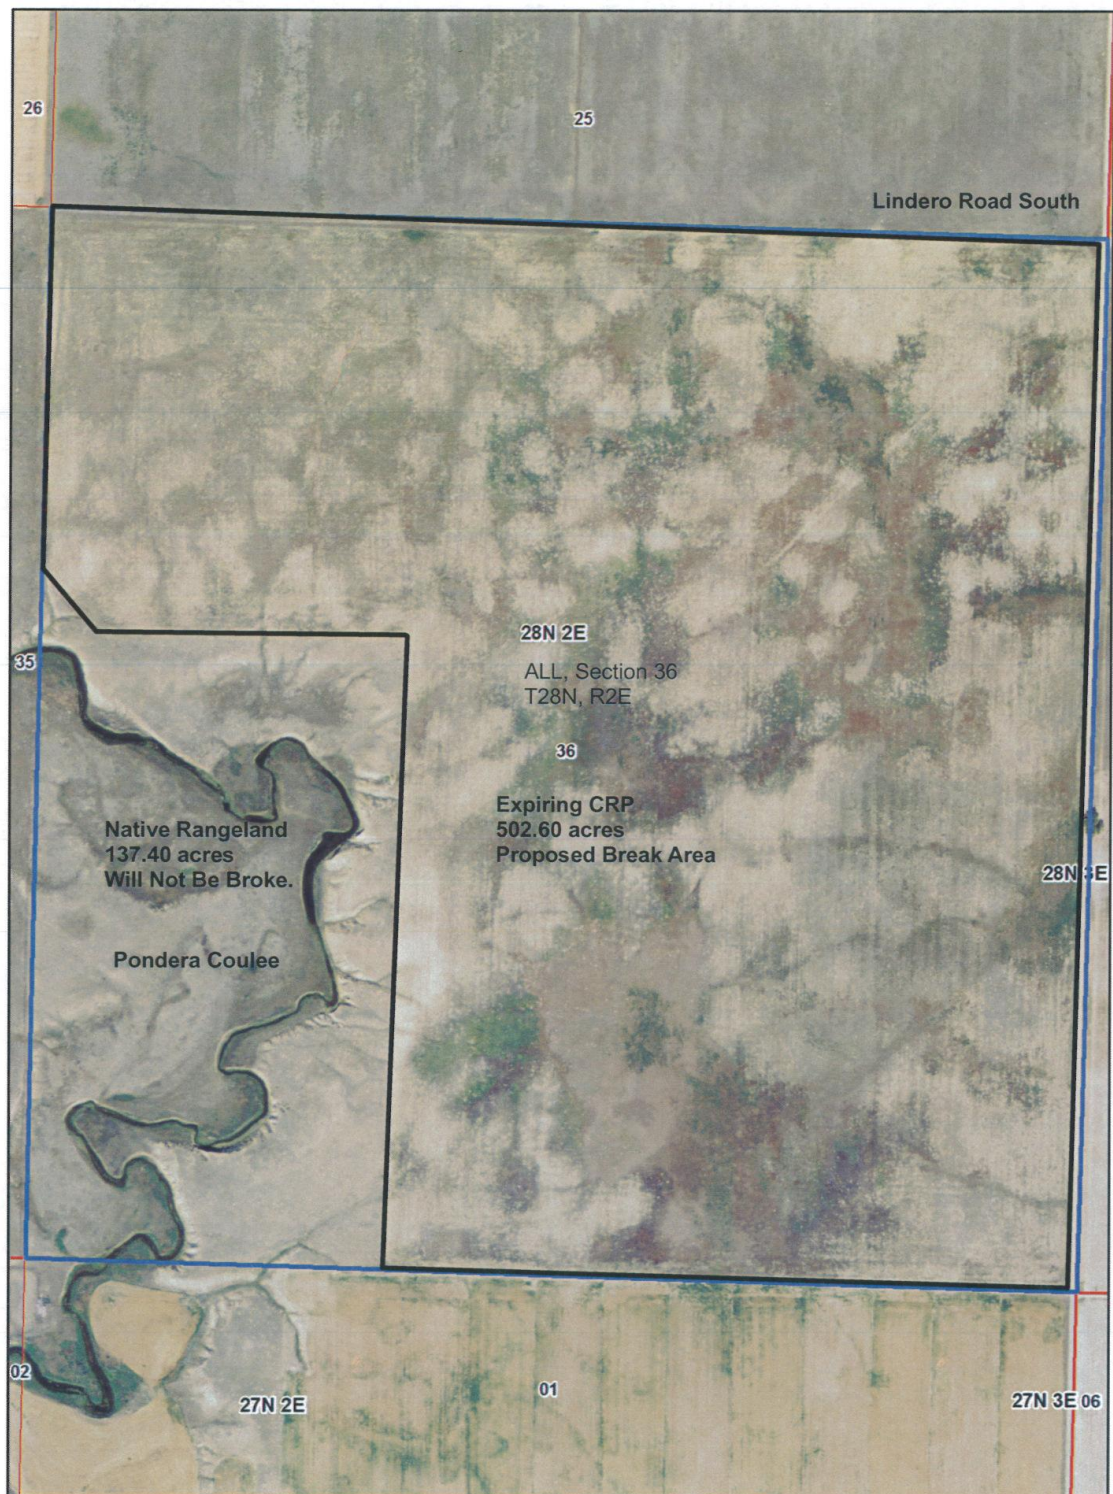 26
25
Lindero Road South
28N 2E
35
ALL, Section 36
T28N, R2E
36
Expiring CRP
502.60 acres
Proposed Break Area
Native Rangeland
137.40 acres
Will Not Be Broke.
28N 3E
Pondera Coulee
02
27N 2E
01
27N 3E 06